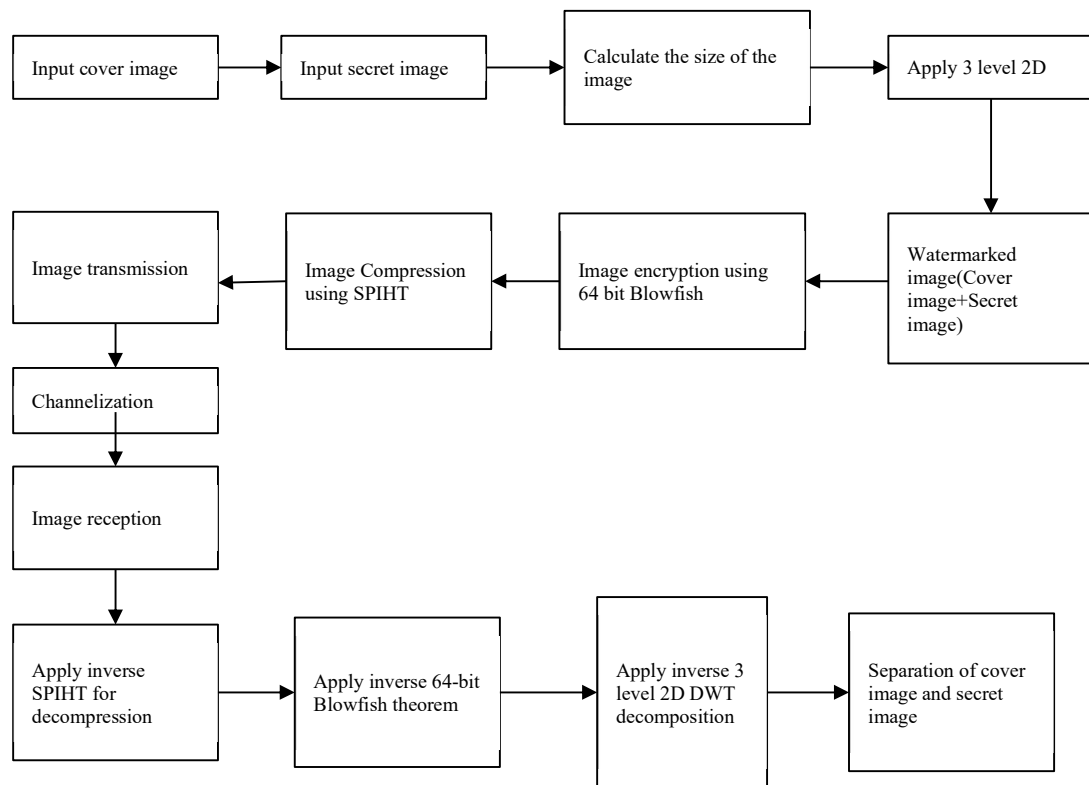 Input cover image
Input secret image
Calculate the size of the
image
Apply 3 level 2D
Watermarked
image(Cover
image+Secret
image)
Image encryption using
64 bit Blowfish
Image Compression
using SPIHT
Image transmission
Channelization
Image reception
Apply inverse
SPIHT for
decompression
Apply inverse 64-bit
Blowfish theorem
Apply inverse 3
level 2D DWT
decomposition
Separation of cover
image and secret
image